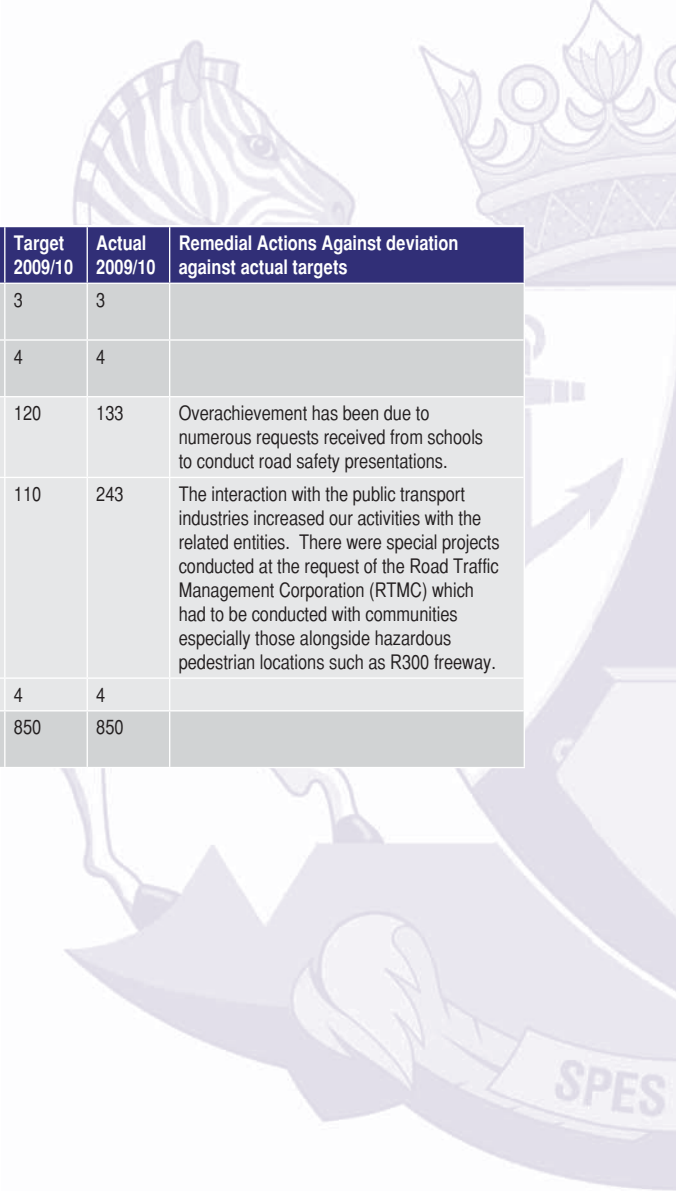 Target 2009/10 Actual 2009/10 Remedial Actions Against deviation
against actual targets
3 3
4 4
120 133 Overachievement has been due to
numerous requests received from schools
to conduct road safety presentations.
110 243 The interaction with the public transport
industries increased our activities with the
related entities. There were special projects
conducted at the request of the Road Traffic
Management Corporation (RTMC) which
had to be conducted with communities
especially those alongside hazardous
pedestrian locations such as R300 freeway.
4 4
850 850
SPES